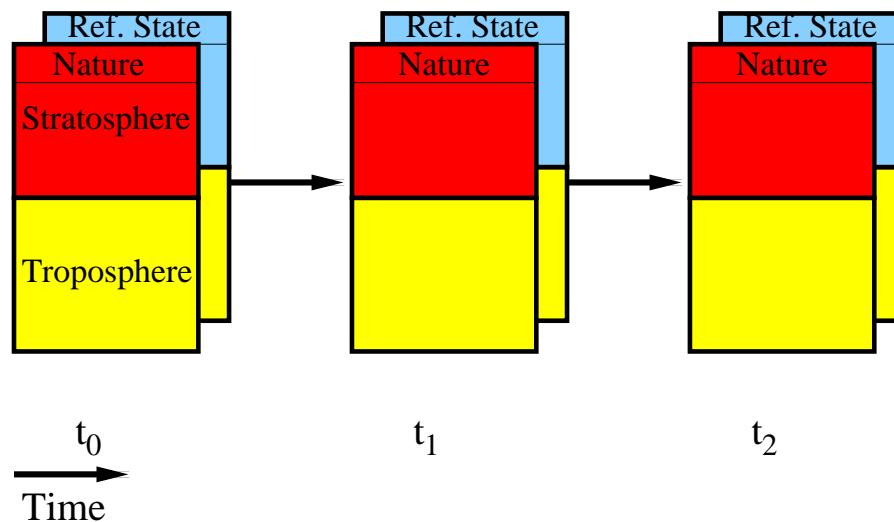 Ref. State Ref. State Ref. State
Nature Nature Nature
Stratosphere
Troposphere
t0 t1 t2
Time